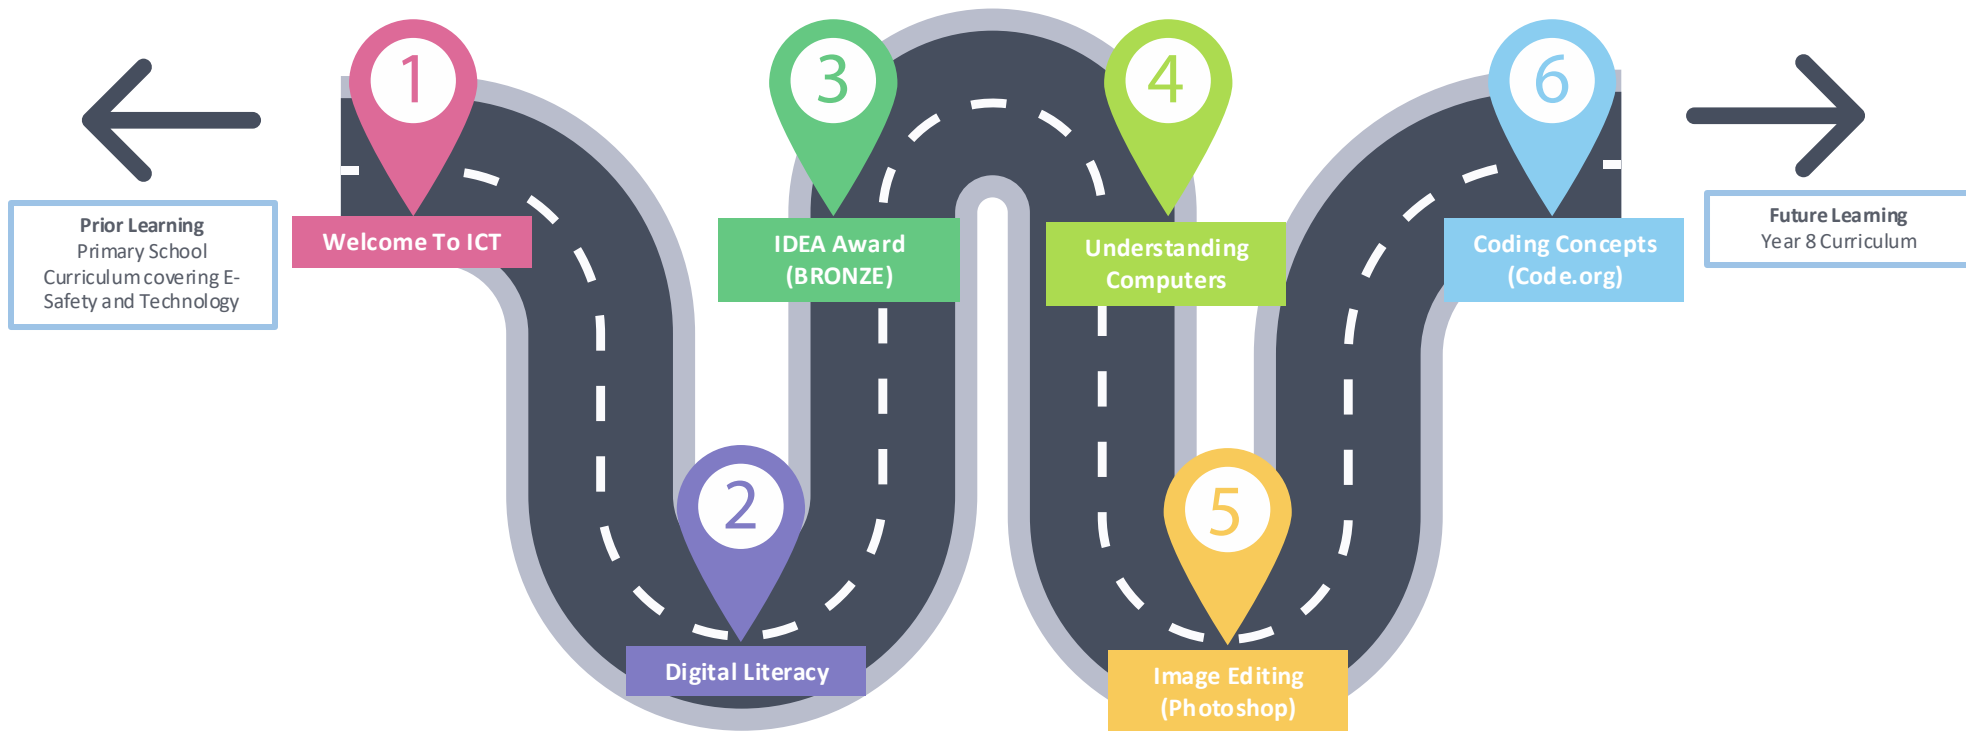 Prior Learning
Primary School
Curriculum covering E-
Safety and Technology
1
Welcome To ICT
2
Digital Literacy
3
IDEA Award
(BRONZE)
4
Understanding
Computers
5
Image Editing
(Photoshop)
6
Coding Concepts
(Code.org)
Future Learning
Year 8 Curriculum